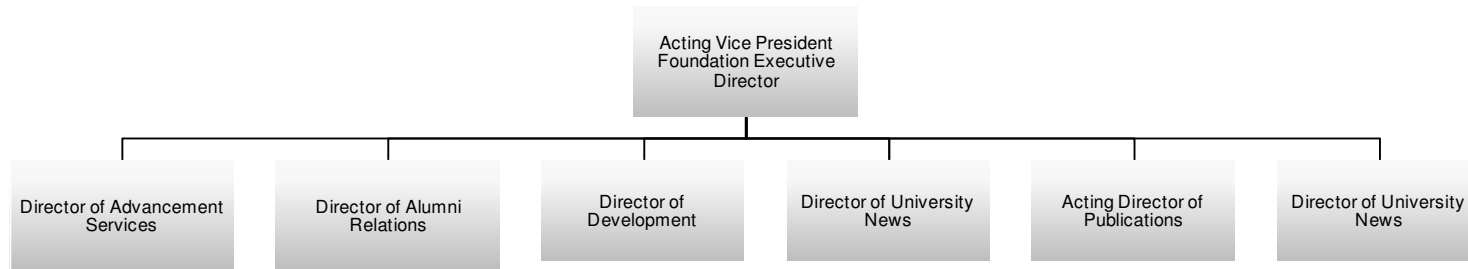 Acting Vice President
Foundation Executive
Director
Director of Advancement
Services
Director of Alumni
Relations
Director of
Development
Director of University
News
Acting Director of
Publications
Director of University
News